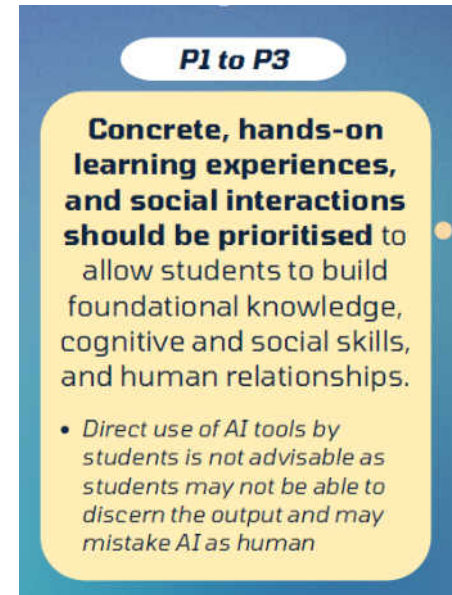 P1 to P3
Concrete, hands-on
learning experiences,
and social interactions
should be prioritised to
allow students to build
foundational knowledge,
cognitive and social skills,
and human relationships.
• Direct use of AI tools by
students is not advisable as
students may not be able to
discern the output and may
mistake AI as human